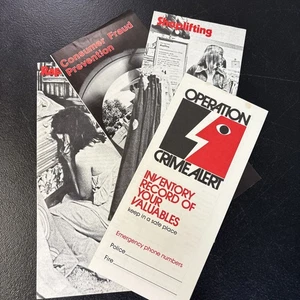 Shoplifting
Consumer Fraud
Prevention
OPERATION
CRIME ALERT
INVENTORY
RECORD OF
YOUR
VALUABLES
keep in a safe place
Emergency phone numbers
Police
Fire